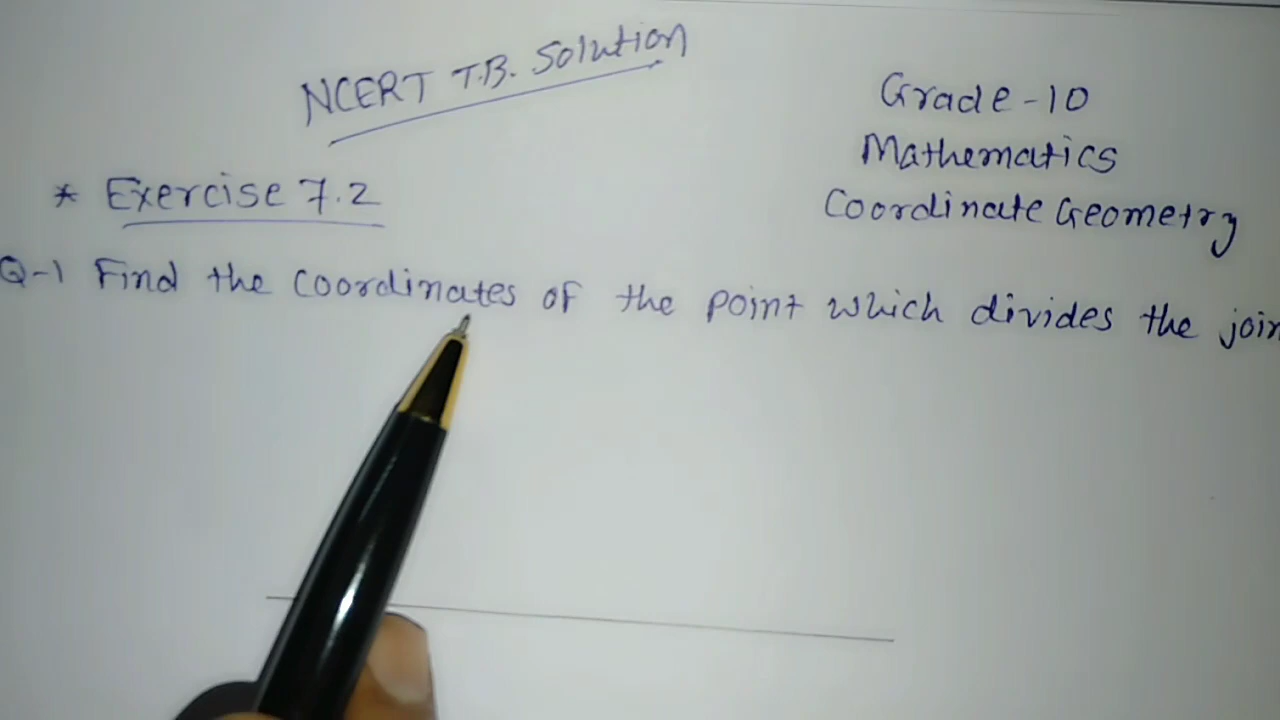 NCERT T.B. Solution
Grade-10
Mathematics
Coordinate Geometry
* Exercise 7.2
Q-1 Find the coordinates of the point which divides the join